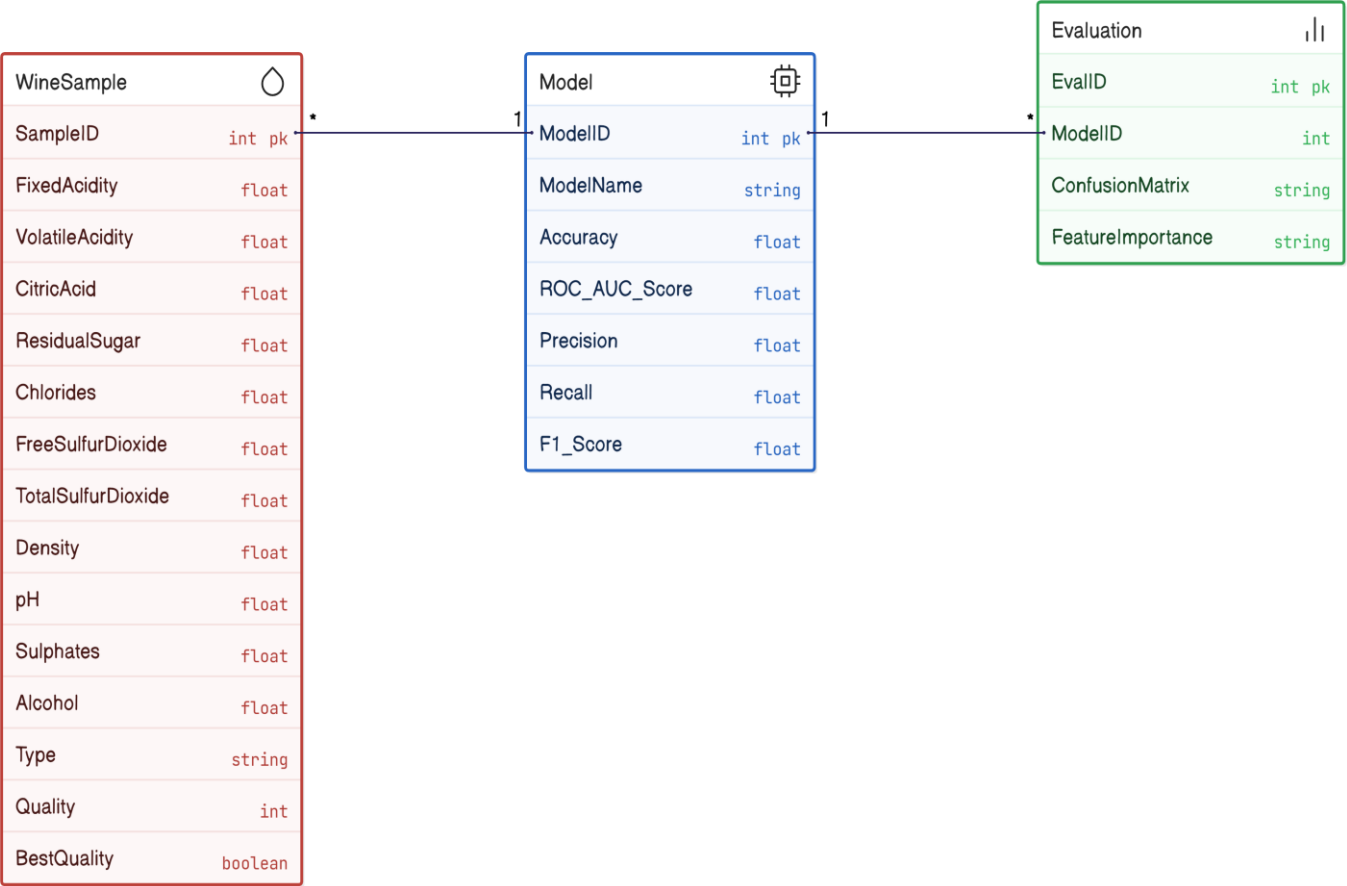 WineSample
SampleID int pk
FixedAcidity float
VolatileAcidity float
CitricAcid float
ResidualSugar float
Chlorides float
FreeSulfurDioxide float
TotalSulfurDioxide float
Density float
pH float
Sulphates float
Alcohol float
Type string
Quality int
BestQuality boolean
* 1
Model
ModelID int pk
ModelName string
Accuracy float
ROC_AUC_Score float
Precision float
Recall float
F1_Score float
1 *
Evaluation
EvalID int pk
ModelID int
ConfusionMatrix string
FeatureImportance string